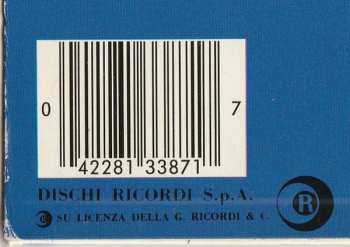 0 7
42281 33871
DISCHI RICORDI S.p.A.
SU LICENZA DELLA G. RICORDI & C.
R